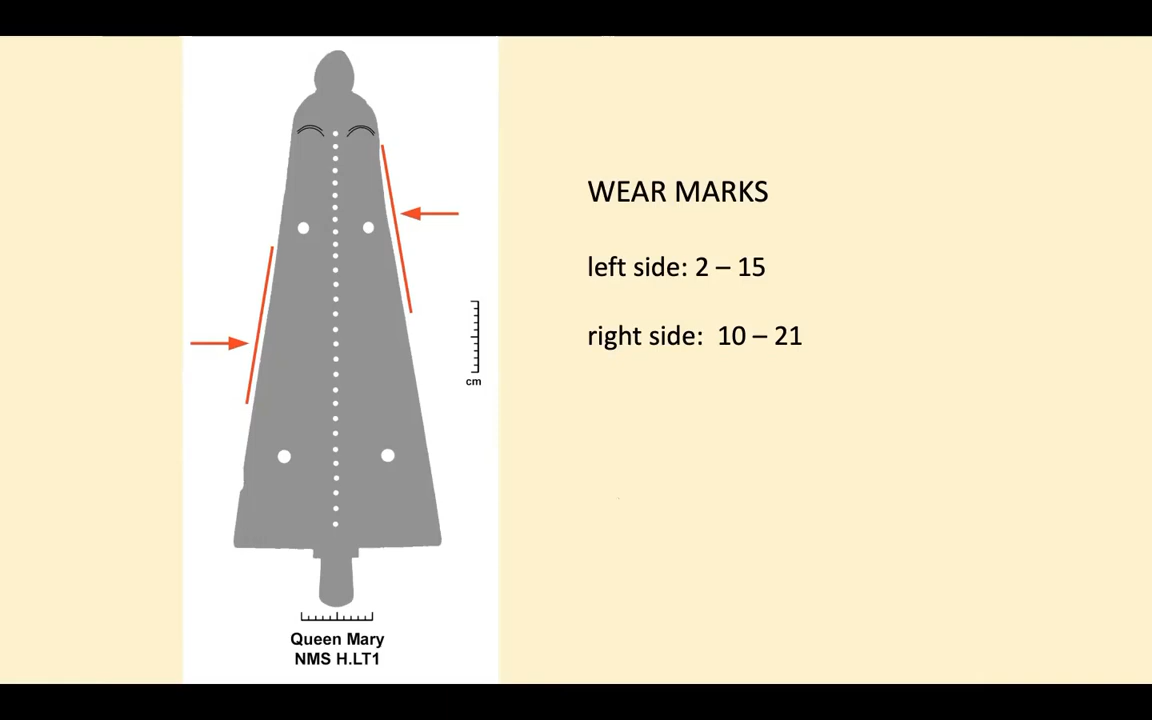 WEAR MARKS
left side: 2 – 15
right side: 10 – 21
cm
Queen Mary
NMS H.LT1